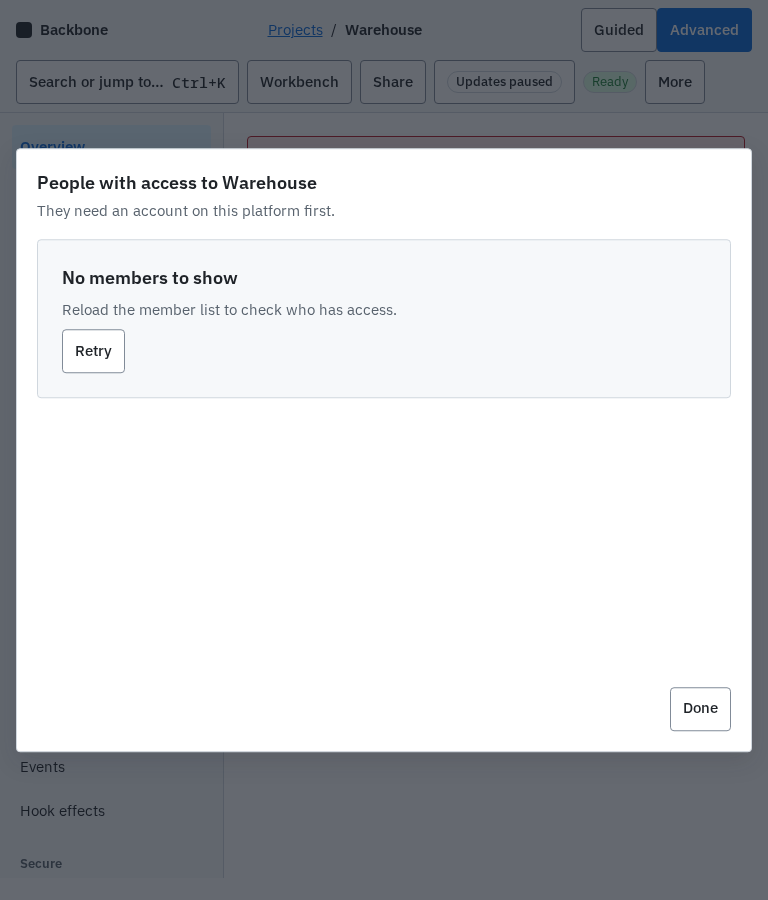 Backbone
Projects / Warehouse
Guided
Advanced
Search or jump to... Ctrl+K
Workbench
Share
Updates paused
Ready
More
Overview
People with access to Warehouse
They need an account on this platform first.
No members to show
Reload the member list to check who has access.
Retry
Done
Events
Hook effects
Secure